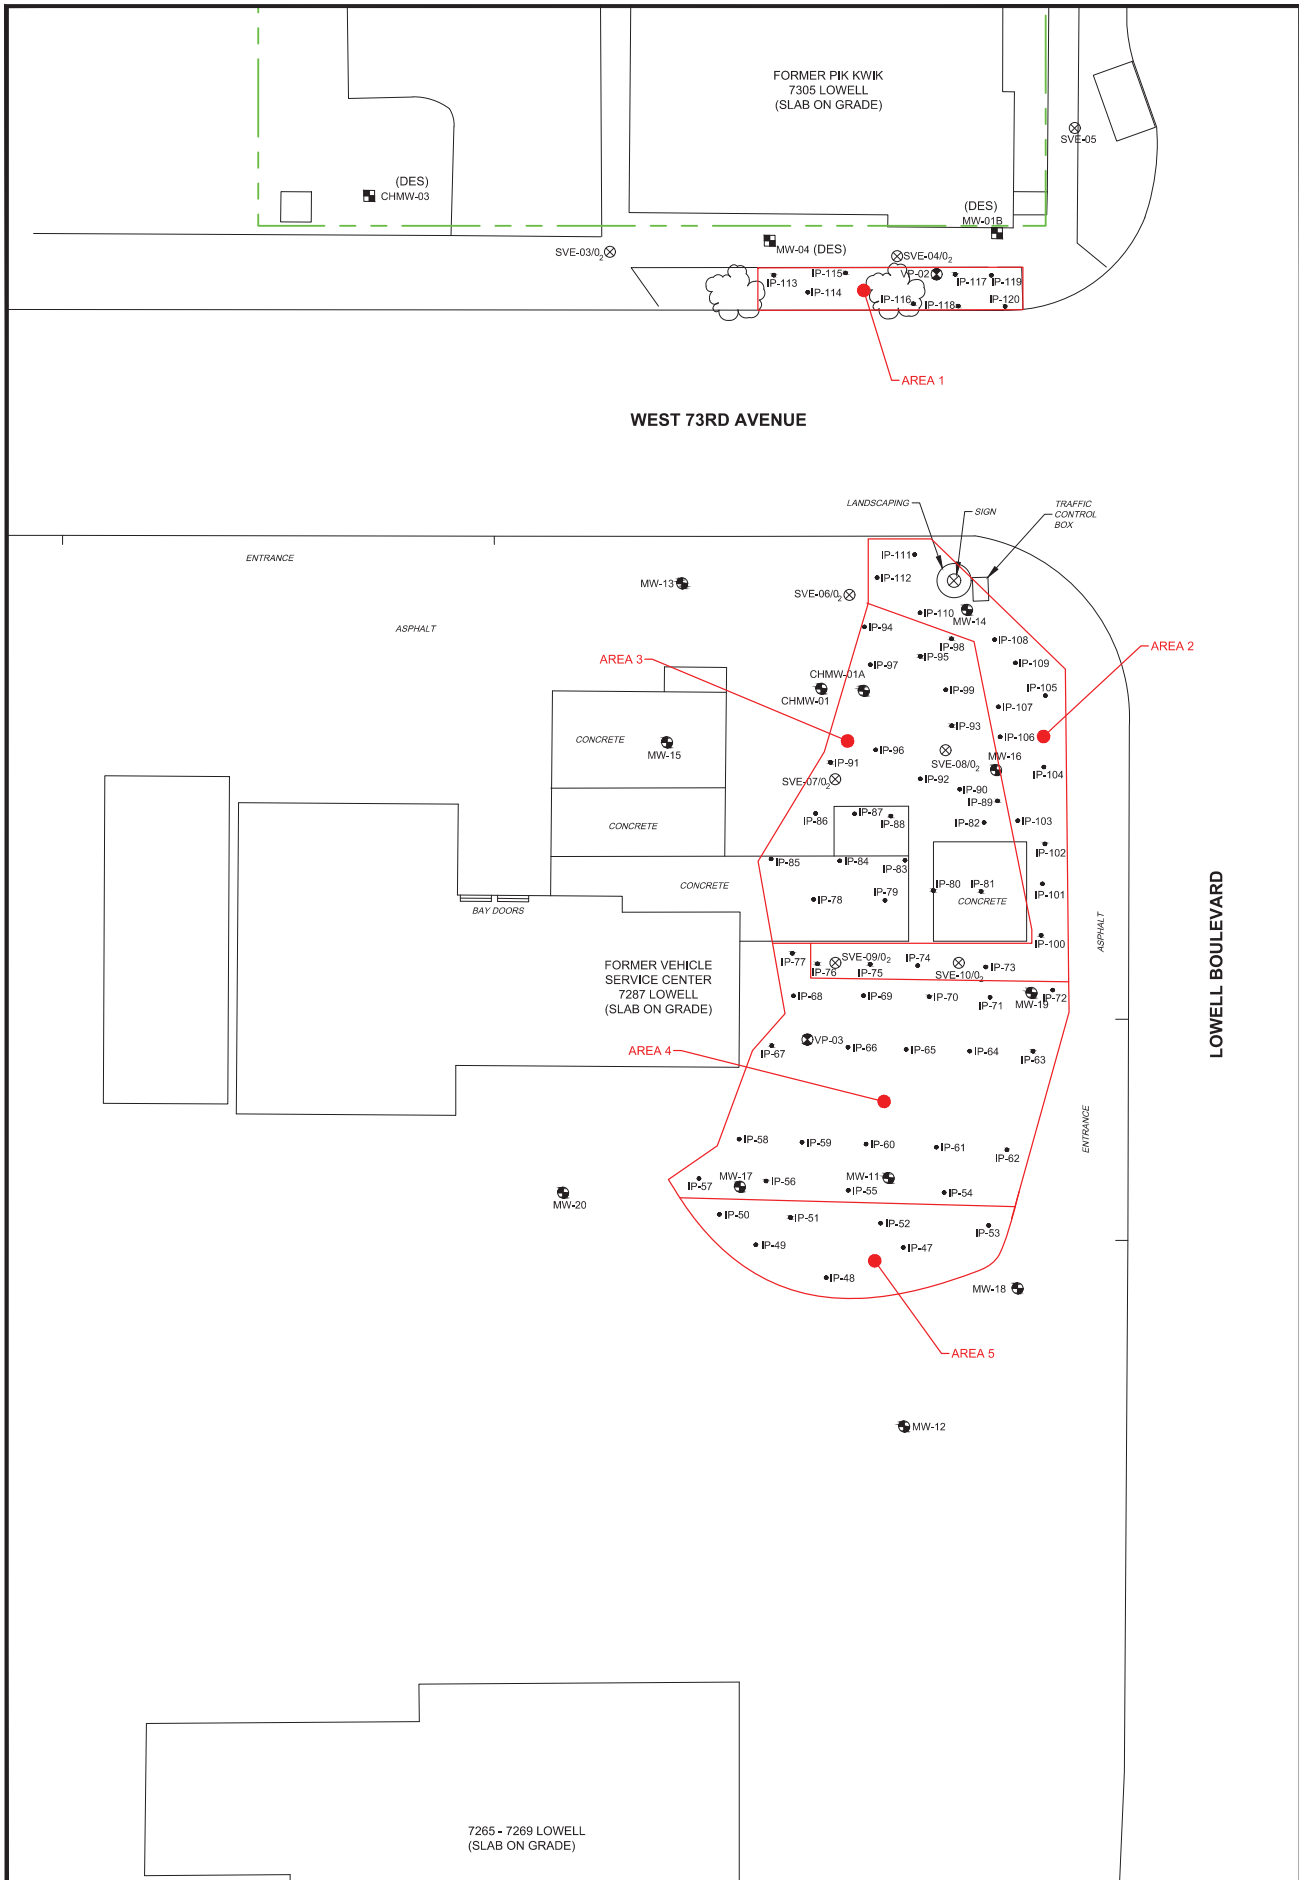 FORMER PIK KWIK
7305 LOWELL
(SLAB ON GRADE)
SVE-05
(DES)
CHMW-03
(DES)
MW-01B
MW-04 (DES)
SVE-03/0₂
SVE-04/0₂
VP-02
IP-113
IP-115
IP-114
IP-116
IP-117
IP-119
IP-118
IP-120
AREA 1
WEST 73RD AVENUE
LANDSCAPING
SIGN
TRAFFIC
CONTROL
BOX
ENTRANCE
IP-111
IP-112
MW-13
SVE-06/0₂
IP-110
MW-14
ASPHALT
IP-94
IP-98
IP-108
AREA 2
AREA 3
IP-95
IP-97
IP-109
CHMW-01A
CHMW-01
IP-99
IP-105
IP-107
IP-93
IP-106
CONCRETE
MW-15
IP-96
SVE-08/0₂
MW-16
IP-91
IP-104
SVE-07/0₂
IP-92
IP-90
IP-89
IP-86
IP-87
IP-88
IP-82
IP-103
CONCRETE
IP-102
IP-85
IP-84
IP-83
CONCRETE
IP-80
IP-81
IP-101
IP-78
IP-79
CONCRETE
BAY DOORS
ASPHALT
LOWELL BOULEVARD
IP-100
IP-77
SVE-09/0₂
IP-76
IP-75
IP-74
SVE-10/0₂
IP-73
FORMER VEHICLE
SERVICE CENTER
7287 LOWELL
(SLAB ON GRADE)
IP-68
IP-69
IP-70
IP-71
MW-19
IP-72
VP-03
AREA 4
IP-67
IP-66
IP-65
IP-64
IP-63
ENTRANCE
IP-58
IP-59
IP-60
IP-61
IP-62
IP-57
MW-17
IP-56
MW-11
IP-55
IP-54
MW-20
IP-50
IP-51
IP-52
IP-53
IP-49
IP-47
IP-48
MW-18
AREA 5
MW-12
7265 - 7269 LOWELL
(SLAB ON GRADE)